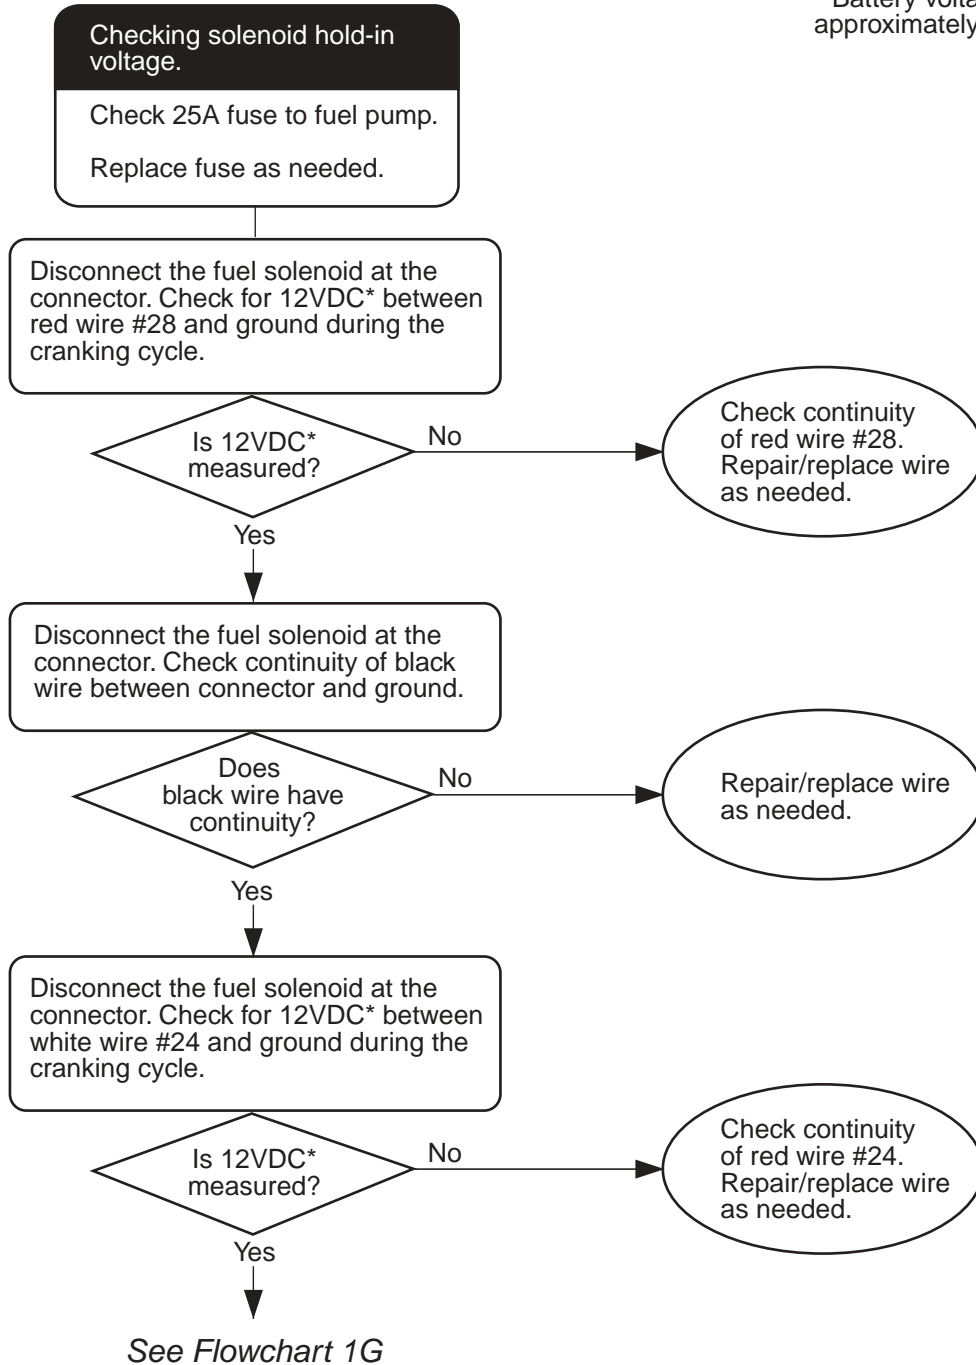 Battery volta
approximately
Checking solenoid hold-in
voltage.
Check 25A fuse to fuel pump.
Replace fuse as needed.
Disconnect the fuel solenoid at the
connector. Check for 12VDC* between
red wire #28 and ground during the
cranking cycle.
Is 12VDC*
measured?
No
Check continuity
of red wire #28.
Repair/replace wire
as needed.
Yes
Disconnect the fuel solenoid at the
connector. Check continuity of black
wire between connector and ground.
Does
black wire have
continuity?
No
Repair/replace wire
as needed.
Yes
Disconnect the fuel solenoid at the
connector. Check for 12VDC* between
white wire #24 and ground during the
cranking cycle.
Is 12VDC*
measured?
No
Check continuity
of red wire #24.
Repair/replace wire
as needed.
Yes
See Flowchart 1G